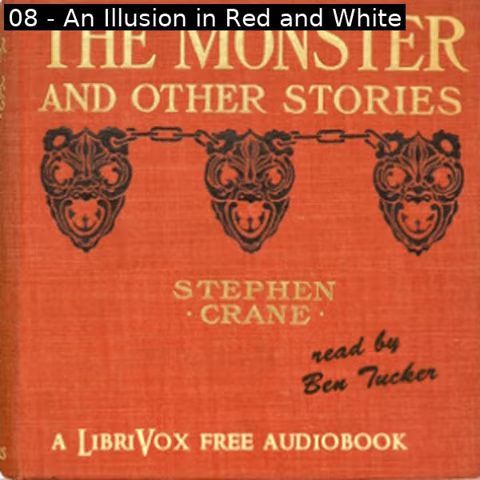 08 - An Illusion in Red and White
THE MONSTER
AND OTHER STORIES
STEPHEN
· CRANE ·
read by
Ben Tucker
A LIBRIVOX FREE AUDIOBOOK